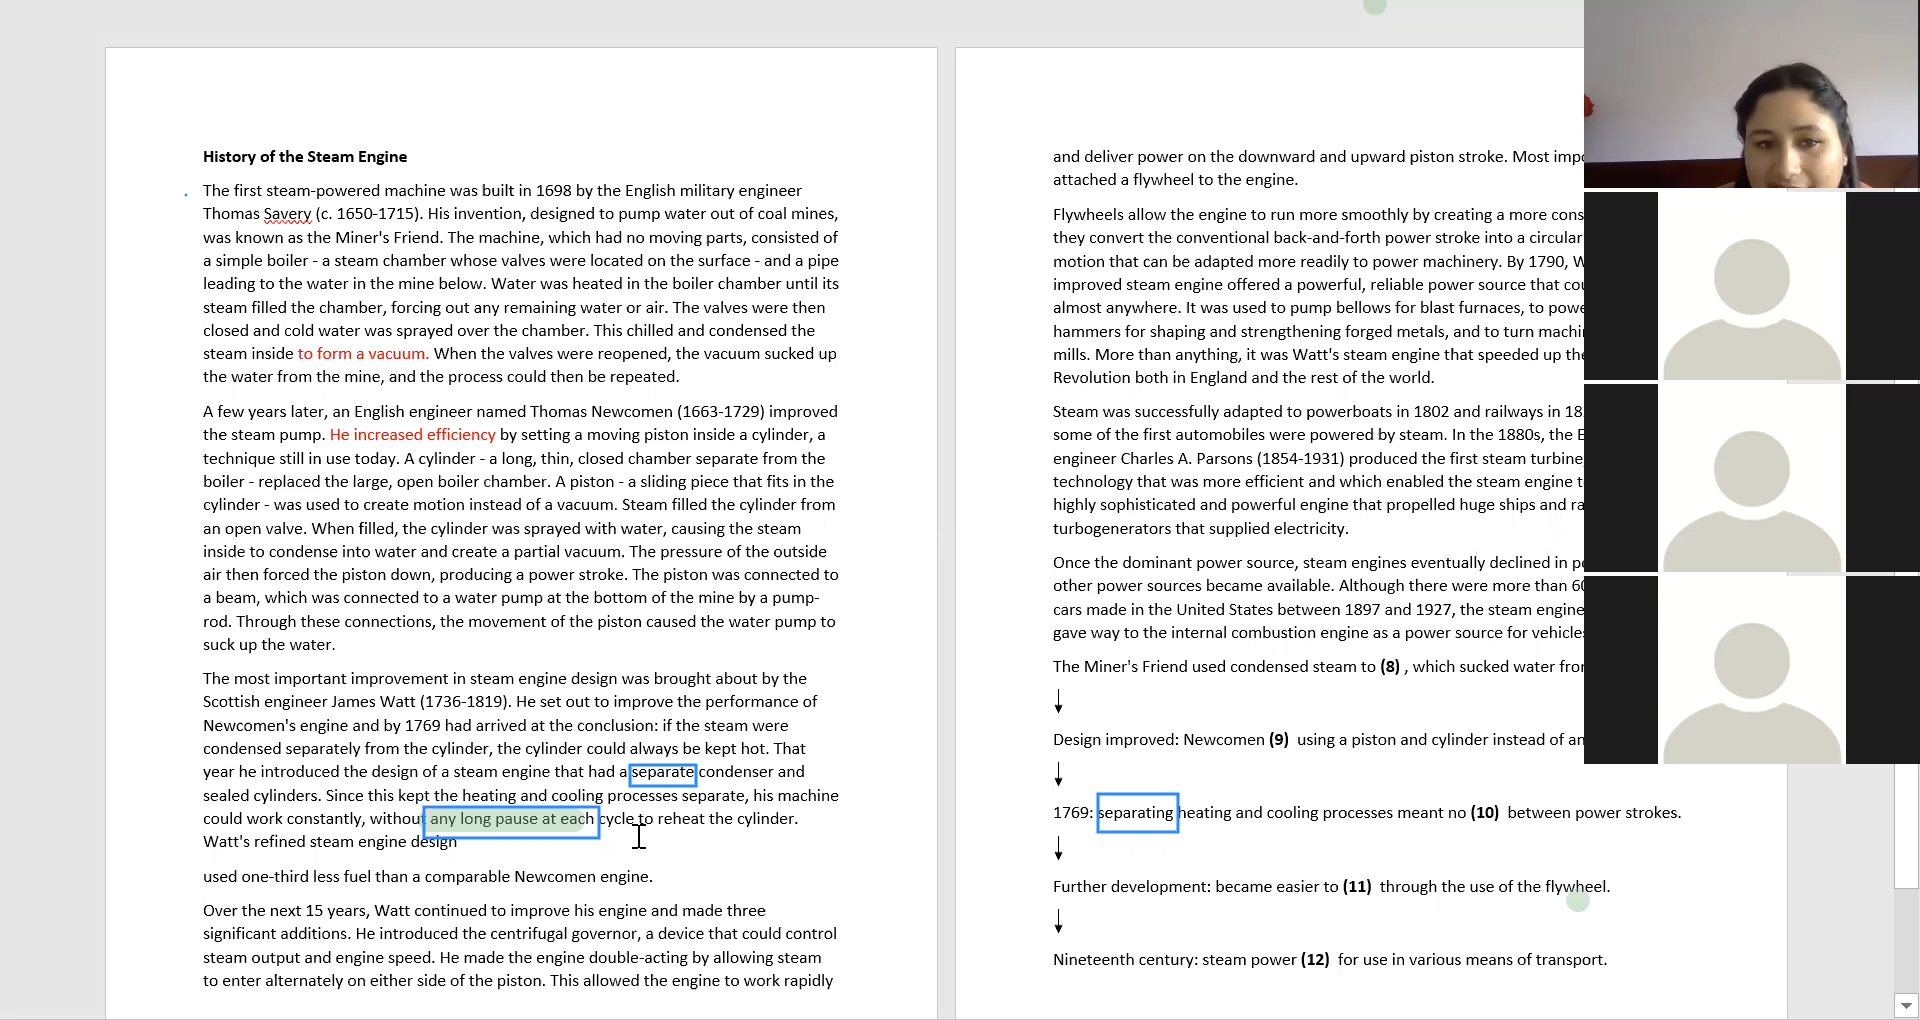 History of the Steam Engine
The first steam-powered machine was built in 1698 by the English military engineer
Thomas Savery (c. 1650-1715). His invention, designed to pump water out of coal mines,
was known as the Miner's Friend. The machine, which had no moving parts, consisted of
a simple boiler - a steam chamber whose valves were located on the surface - and a pipe
leading to the water in the mine below. Water was heated in the boiler chamber until its
steam filled the chamber, forcing out any remaining water or air. The valves were then
closed and cold water was sprayed over the chamber. This chilled and condensed the
steam inside to form a vacuum. When the valves were reopened, the vacuum sucked up
the water from the mine, and the process could then be repeated.
A few years later, an English engineer named Thomas Newcomen (1663-1729) improved
the steam pump. He increased efficiency by setting a moving piston inside a cylinder, a
technique still in use today. A cylinder - a long, thin, closed chamber separate from the
boiler - replaced the large, open boiler chamber. A piston - a sliding piece that fits in the
cylinder - was used to create motion instead of a vacuum. Steam filled the cylinder from
an open valve. When filled, the cylinder was sprayed with water, causing the steam
inside to condense into water and create a partial vacuum. The pressure of the outside
air then forced the piston down, producing a power stroke. The piston was connected to
a beam, which was connected to a water pump at the bottom of the mine by a pump-
rod. Through these connections, the movement of the piston caused the water pump to
suck up the water.
The most important improvement in steam engine design was brought about by the
Scottish engineer James Watt (1736-1819). He set out to improve the performance of
Newcomen's engine and by 1769 had arrived at the conclusion: if the steam were
condensed separately from the cylinder, the cylinder could always be kept hot. That
year he introduced the design of a steam engine that had a separate condenser and
sealed cylinders. Since this kept the heating and cooling processes separate, his machine
could work constantly, without any long pause at each cycle to reheat the cylinder.
Watt's refined steam engine design
used one-third less fuel than a comparable Newcomen engine.
Over the next 15 years, Watt continued to improve his engine and made three
significant additions. He introduced the centrifugal governor, a device that could control
steam output and engine speed. He made the engine double-acting by allowing steam
to enter alternately on either side of the piston. This allowed the engine to work rapidly
and deliver power on the downward and upward piston stroke. Most
attached a flywheel to the engine.
Flywheels allow the engine to run more smoothly by creating a more
they convert the conventional back-and-forth power stroke into a circular
motion that can be adapted more readily to power machinery. By 1790,
improved steam engine offered a powerful, reliable power source that
almost anywhere. It was used to pump bellows for blast furnaces, to
hammers for shaping and strengthening forged metals, and to turn
mills. More than anything, it was Watt's steam engine that speeded up
Revolution both in England and the rest of the world.
Steam was successfully adapted to powerboats in 1802 and railways in
some of the first automobiles were powered by steam. In the 1880s, the
engineer Charles A. Parsons (1854-1931) produced the first steam turbine
technology that was more efficient and which enabled the steam engine
highly sophisticated and powerful engine that propelled huge ships and
turbogenerators that supplied electricity.
Once the dominant power source, steam engines eventually declined in
other power sources became available. Although there were more than
cars made in the United States between 1897 and 1927, the steam engine
gave way to the internal combustion engine as a power source for
The Miner's Friend used condensed steam to (8) , which sucked water
Design improved: Newcomen (9) using a piston and cylinder instead of
1769: separating heating and cooling processes meant no (10) between power strokes.
Further development: became easier to (11) through the use of the flywheel.
Nineteenth century: steam power (12) for use in various means of transport.